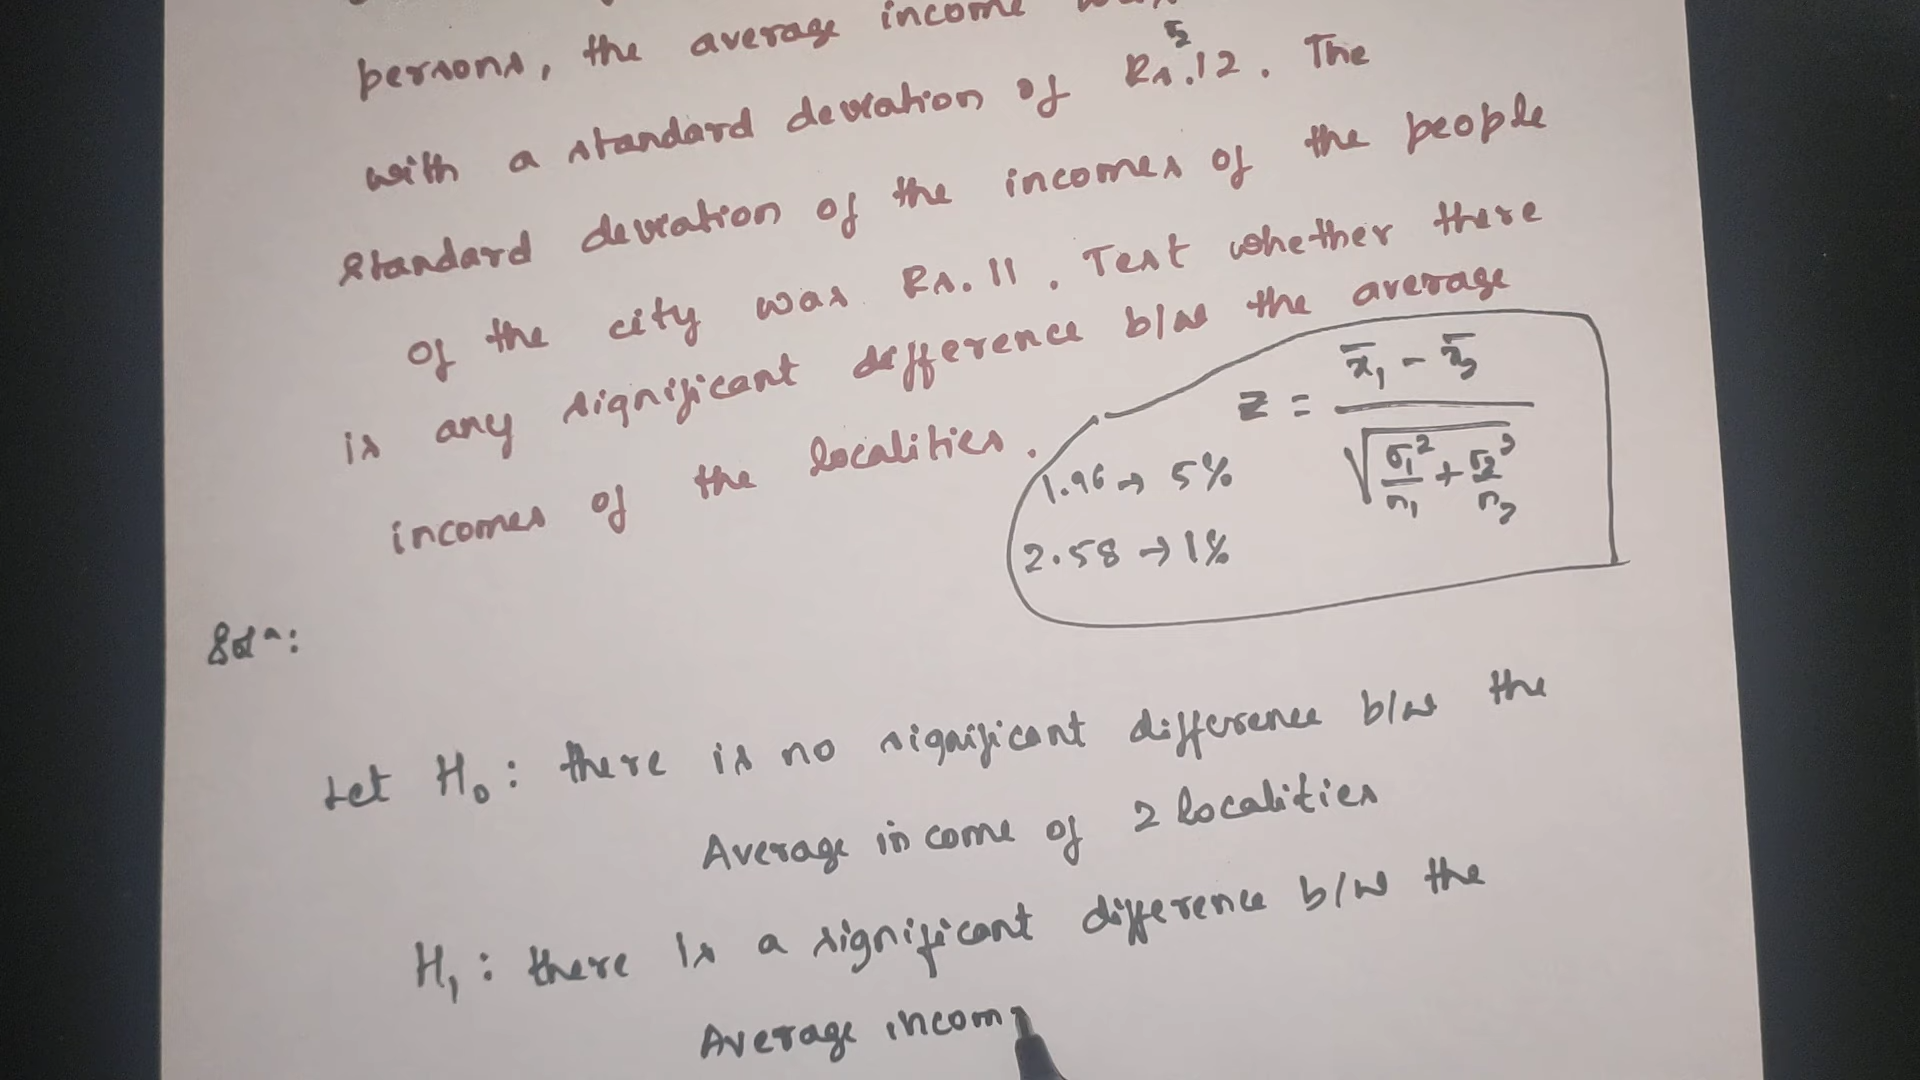 persons, the average income
with a standard deviation of Rs.12. The
5
Standard deviation of the incomes of the people
of the city was Rs. 11. Test whether there
is any significant difference b/w the average
incomes of the localities.
z = x̄₁ - x̄₂ / √(σ₁²/n₁ + σ₂²/n₂)
1.96 → 5%
2.58 → 1%
Solⁿ:
Let H₀: there is no significant difference b/w the
Average income of 2 localities
H₁: there is a significant difference b/w the
Average incom